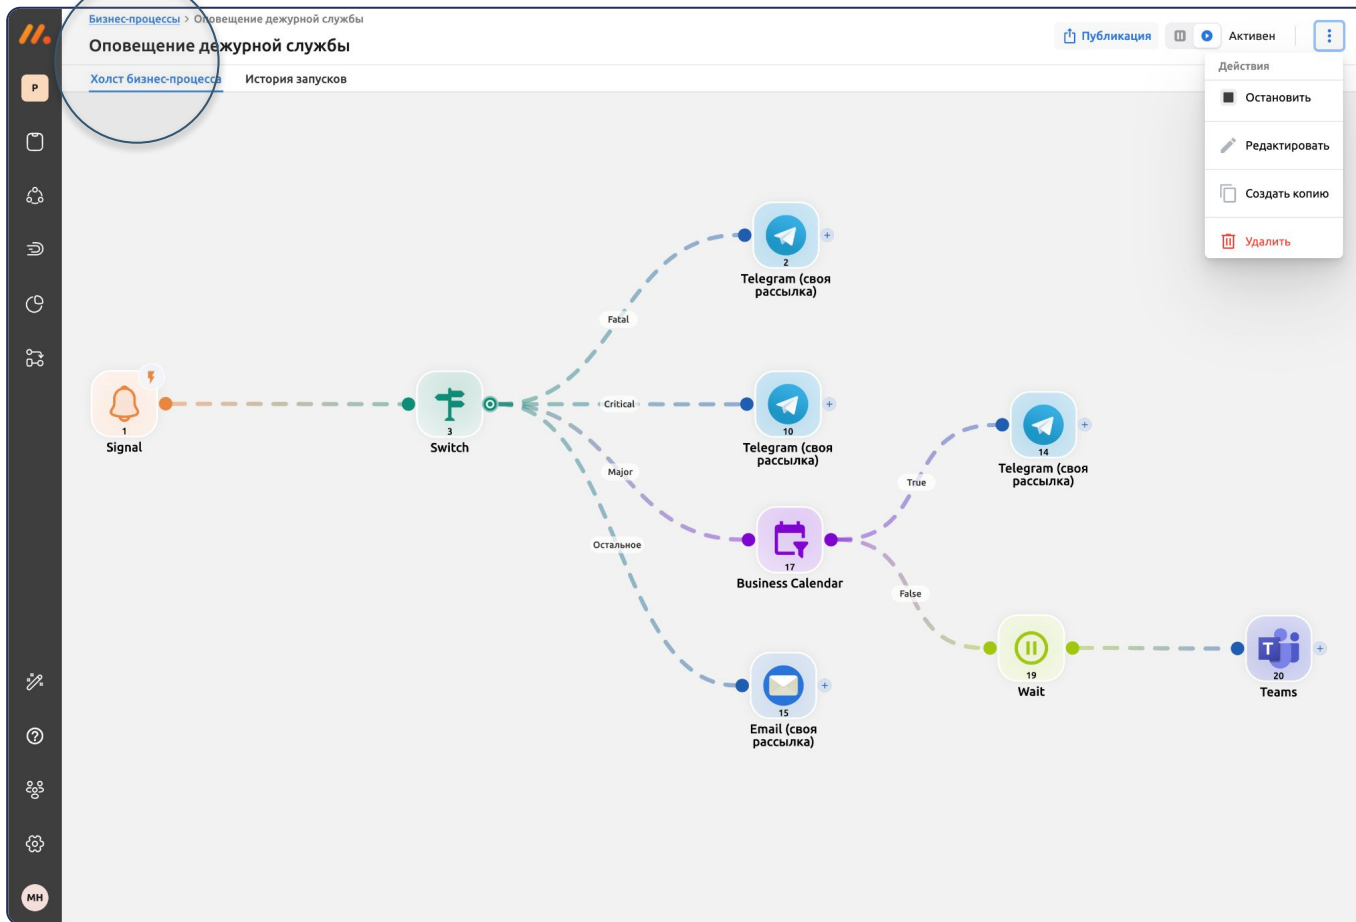 Бизнес-процессы > Оповещение дежурной службы
Оповещение дежурной службы
Публикация
Активен
Холст бизнес-процесса
История запусков
Действия
Остановить
Редактировать
Создать копию
Удалить
P
2
Telegram (своя
рассылка)
Fatal
1
Signal
3
Switch
Critical
10
Telegram (своя
рассылка)
14
Telegram (своя
рассылка)
Major
True
Остальное
17
Business Calendar
False
19
Wait
T
20
Teams
15
Email (своя
рассылка)
МН